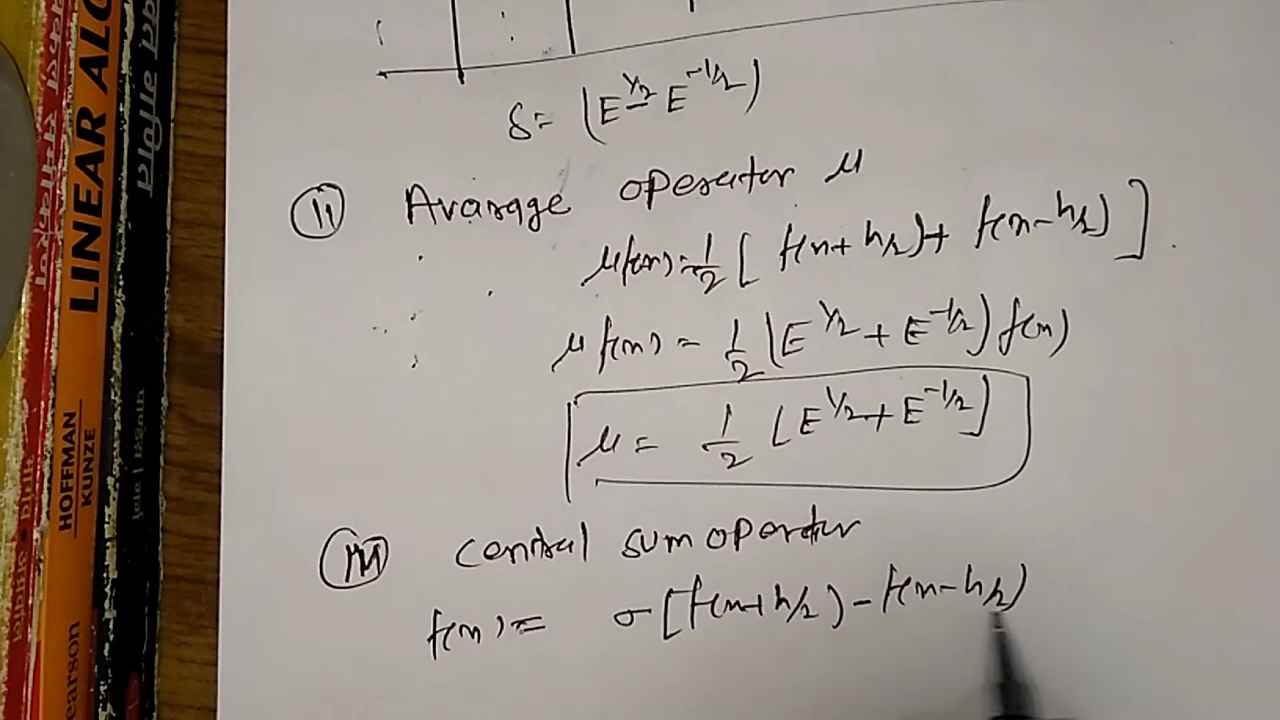 δ = (E^1/2 - E^-1/2)
(II) Avarage operator μ
μf(x) = 1/2 [ f(x + h/2) + f(x - h/2) ]
μ f(x) = 1/2 (E^1/2 + E^-1/2) f(x)
μ = 1/2 [E^1/2 + E^-1/2]
(III) central sum operator
f(x) = σ [f(x + h/2) - f(x - h/2)
LINEAR ALG
HOFFMAN
KUNZE
earson